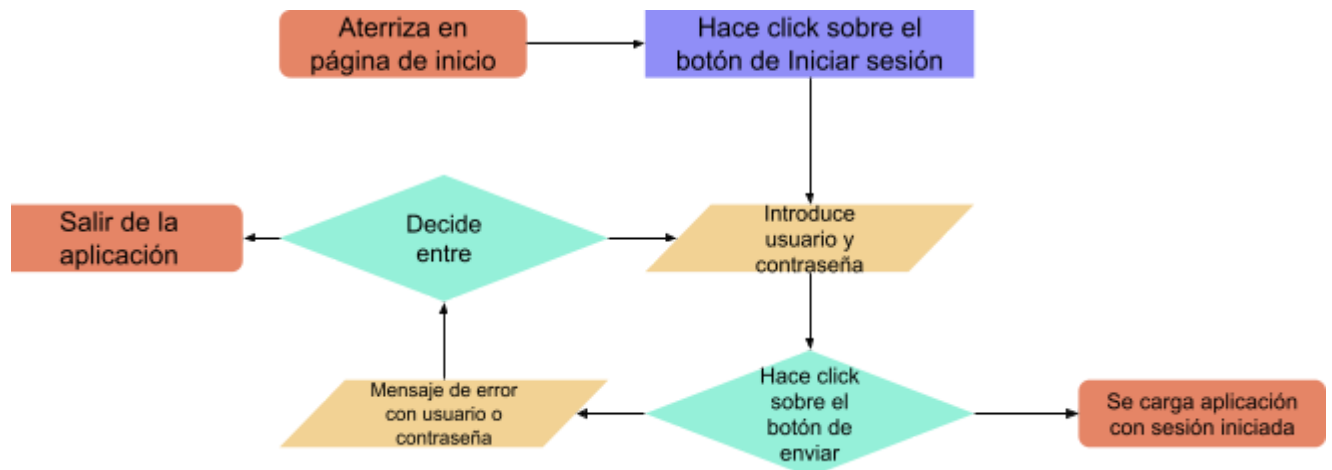 Aterriza en
página de inicio
Hace click sobre el
botón de Iniciar sesión
Salir de la
aplicación
Decide
entre
Introduce
usuario y
contraseña
Mensaje de error
con usuario o
contraseña
Hace click
sobre el
botón de
enviar
Se carga aplicación
con sesión iniciada